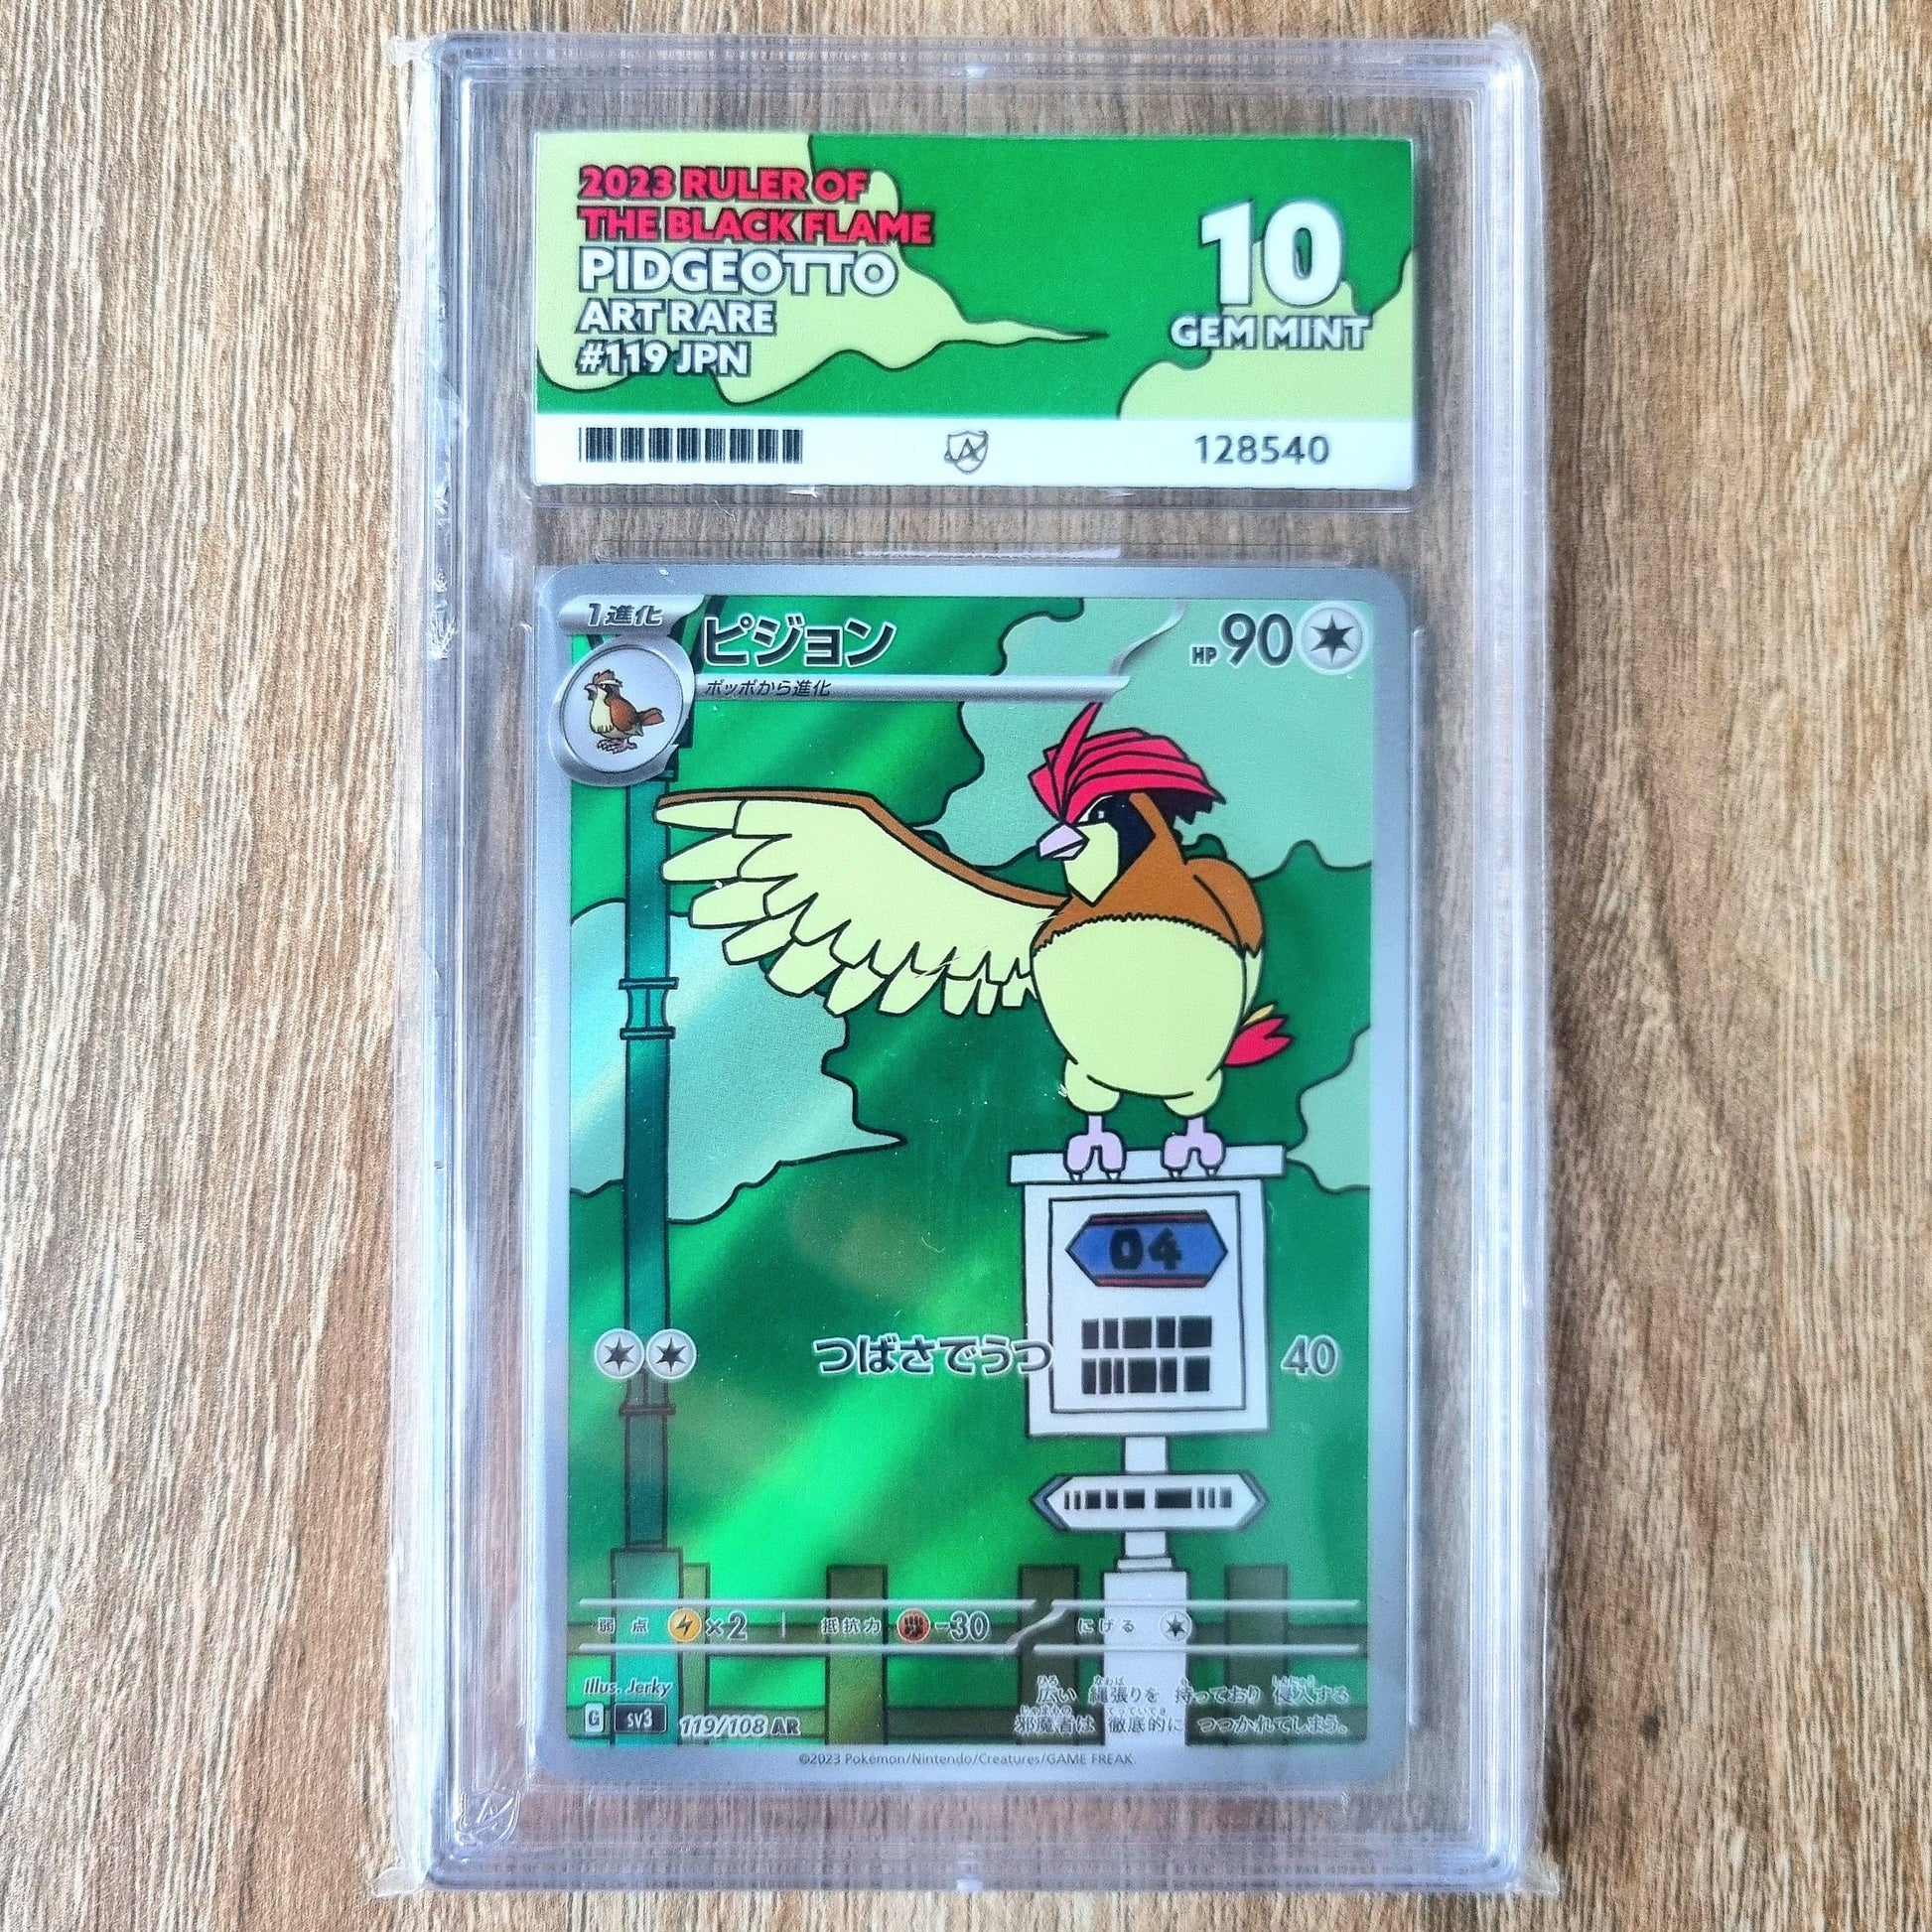 2023 RULER OF
THE BLACK FLAME
PIDGEOTTO
ART RARE
#119 JPN
10
GEM MINT
128540
1進化
ピジョン
HP 90
ポッポから進化
04
つばさでうつ 40
弱点 ×2 抵抗力 -30 にげる
Illus. Jerky
G sv3 119/108 AR
広い 縄張りを 持っており 侵入する
邪魔者は 徹底的に つつかれてしまう。
©2023 Pokémon/Nintendo/Creatures/GAME FREAK.